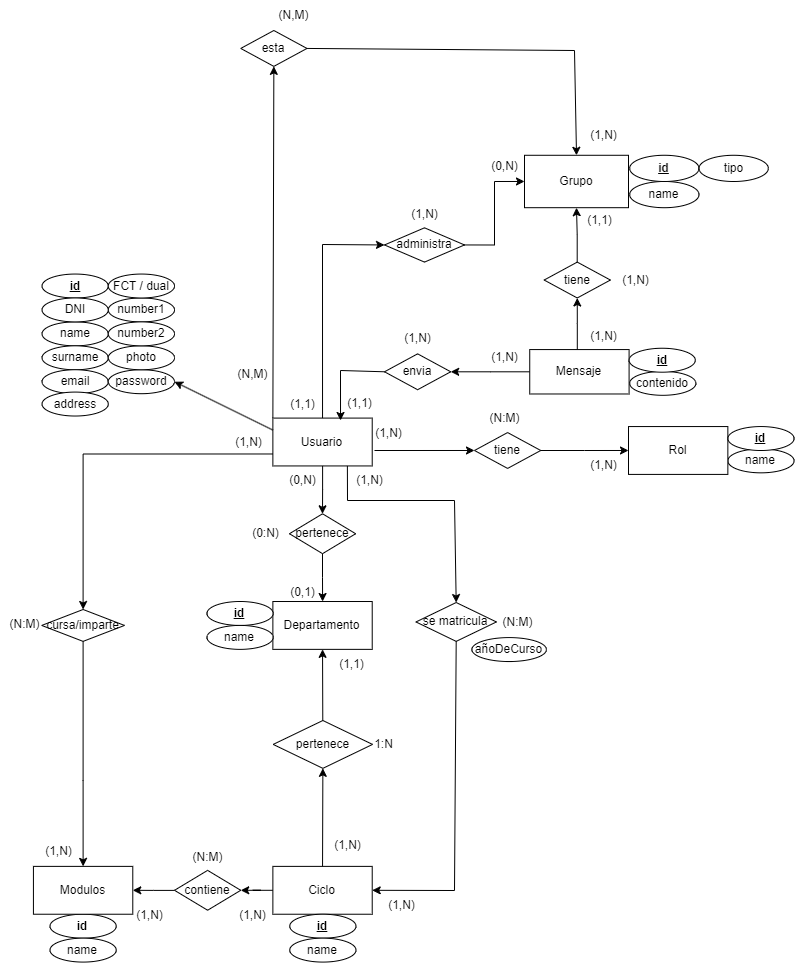 (N,M)
esta
(1,N)
(0,N)
Grupo
id
tipo
name
(1,N)
administra
(1,1)
tiene
(1,N)
id
FCT / dual
DNI
number1
name
number2
surname
photo
email
password
address
(1,N)
(1,N)
envia
(1,N)
Mensaje
id
contenido
(N,M)
(1,1)
(1,1)
(1,N)
Usuario
(1,N)
(N:M)
tiene
(1,N)
Rol
id
name
(0,N)
(1,N)
(0:N)
pertenece
(0,1)
id
name
Departamento
(1,1)
(N:M)
cursa/imparte
se matricula
(N:M)
añoDeCurso
pertenece
1:N
(1,N)
(1,N)
(N:M)
Modulos
contiene
Ciclo
(1,N)
(1,N)
(1,N)
id
name
id
name